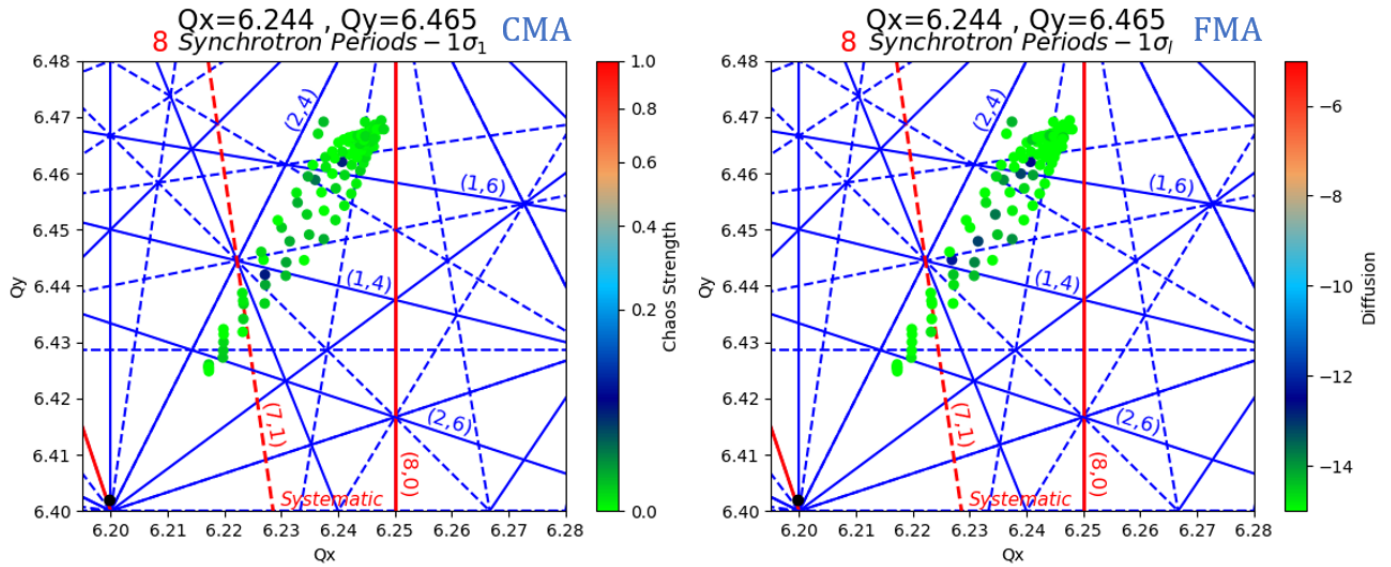 Qx=6.244 , Qy=6.465
8 Synchrotron Periods − 1σ₁ CMA
6.48
6.47
6.46
6.45
6.44
6.43
6.42
6.41
6.40
Qy
6.20 6.21 6.22 6.23 6.24 6.25 6.26 6.27 6.28
Qx
(2,4)
(1,6)
(1,4)
(2,6)
(7,1)
(8,0)
Systematic
1.0
0.8
0.6
0.4
0.2
0.0
Chaos Strength
Qx=6.244 , Qy=6.465
8 Synchrotron Periods − 1σ_I FMA
6.48
6.47
6.46
6.45
6.44
6.43
6.42
6.41
6.40
Qy
6.20 6.21 6.22 6.23 6.24 6.25 6.26 6.27 6.28
Qx
(2,4)
(1,6)
(1,4)
(2,6)
(7,1)
(8,0)
Systematic
−6
−8
−10
−12
−14
Diffusion